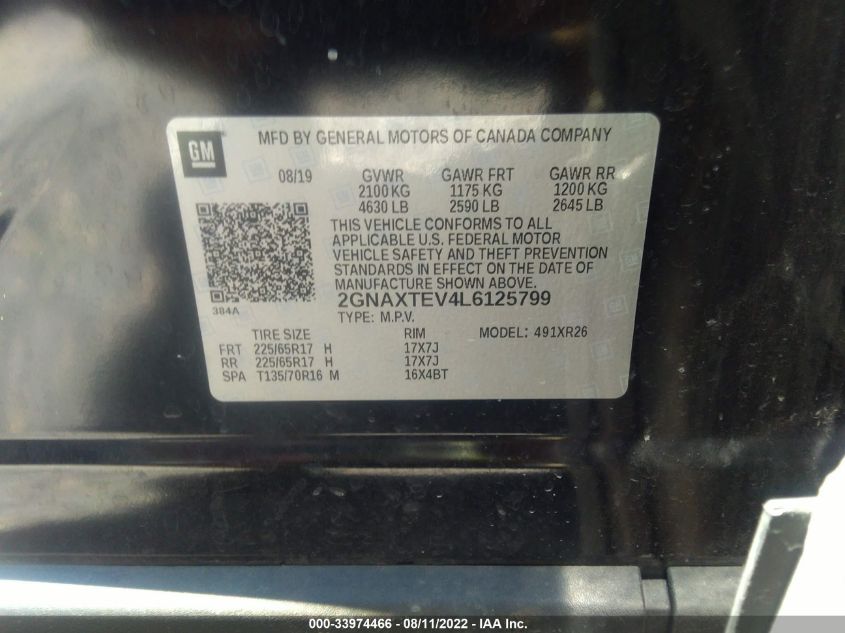 GM
MFD BY GENERAL MOTORS OF CANADA COMPANY
08/19 GVWR GAWR FRT GAWR RR
2100 KG 1175 KG 1200 KG
4630 LB 2590 LB 2645 LB
THIS VEHICLE CONFORMS TO ALL
APPLICABLE U.S. FEDERAL MOTOR
VEHICLE SAFETY AND THEFT PREVENTION
STANDARDS IN EFFECT ON THE DATE OF
MANUFACTURE SHOWN ABOVE.
384A
2GNAXTEV4L6125799
TYPE: M.P.V.
TIRE SIZE RIM MODEL: 491XR26
FRT 225/65R17 H 17X7J
RR 225/65R17 H 17X7J
SPA T135/70R16 M 16X4BT
000-33974466 - 08/11/2022 - IAA Inc.